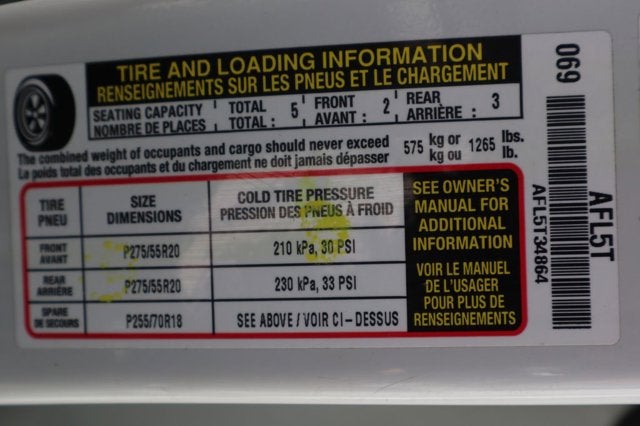 TIRE AND LOADING INFORMATION
RENSEIGNEMENTS SUR LES PNEUS ET LE CHARGEMENT
SEATING CAPACITY TOTAL 5 FRONT 2 REAR 3
NOMBRE DE PLACES TOTAL : AVANT : ARRIÈRE :
The combined weight of occupants and cargo should never exceed 575 kg or 1265 lbs.
Le poids total des occupants et du chargement ne doit jamais dépasser kg ou lb.
TIRE SIZE COLD TIRE PRESSURE
PNEU DIMENSIONS PRESSION DES PNEUS À FROID
FRONT
AVANT P275/55R20 210 kPa, 30 PSI
REAR
ARRIÈRE P275/55R20 230 kPa, 33 PSI
SPARE
DE SECOURS P255/70R18 SEE ABOVE / VOIR CI-DESSUS
SEE OWNER'S
MANUAL FOR
ADDITIONAL
INFORMATION
VOIR LE MANUEL
DE L'USAGER
POUR PLUS DE
RENSEIGNEMENTS
069
AFL5T
AFL5T34864